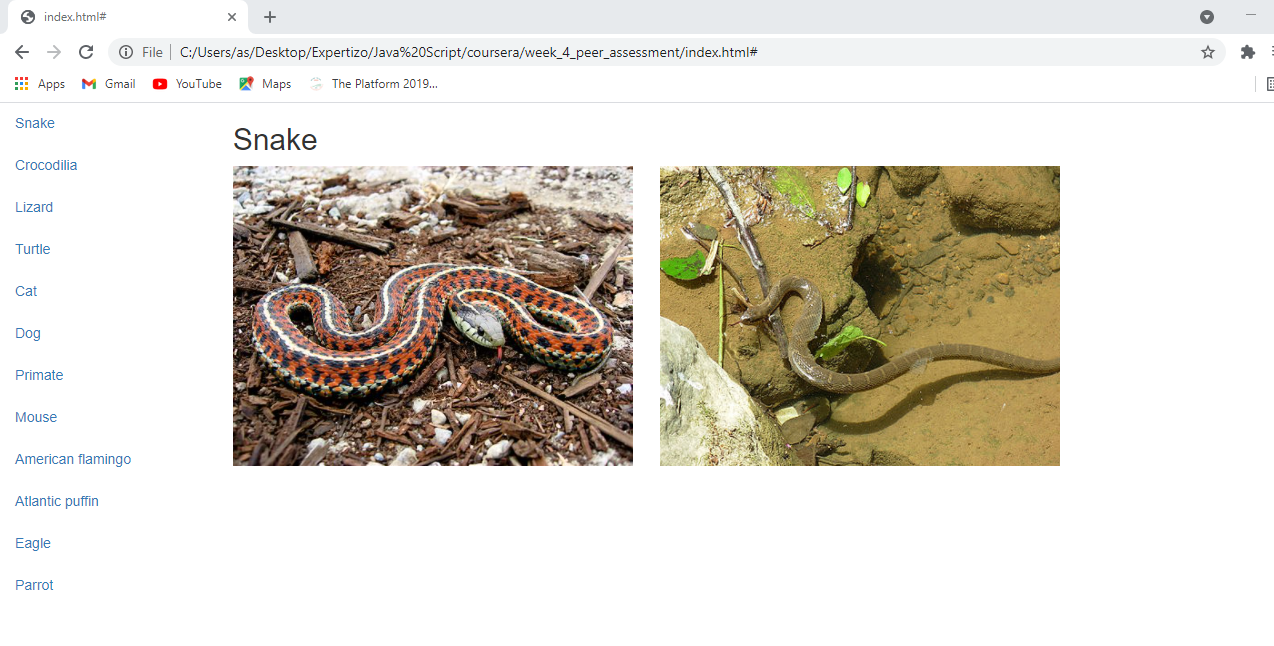 index.html#
File
C:/Users/as/Desktop/Expertizo/Java%20Script/coursera/week_4_peer_assessment/index.html#
Apps
Gmail
YouTube
Maps
The Platform 2019...
Snake
Crocodilia
Lizard
Turtle
Cat
Dog
Primate
Mouse
American flamingo
Atlantic puffin
Eagle
Parrot
Snake